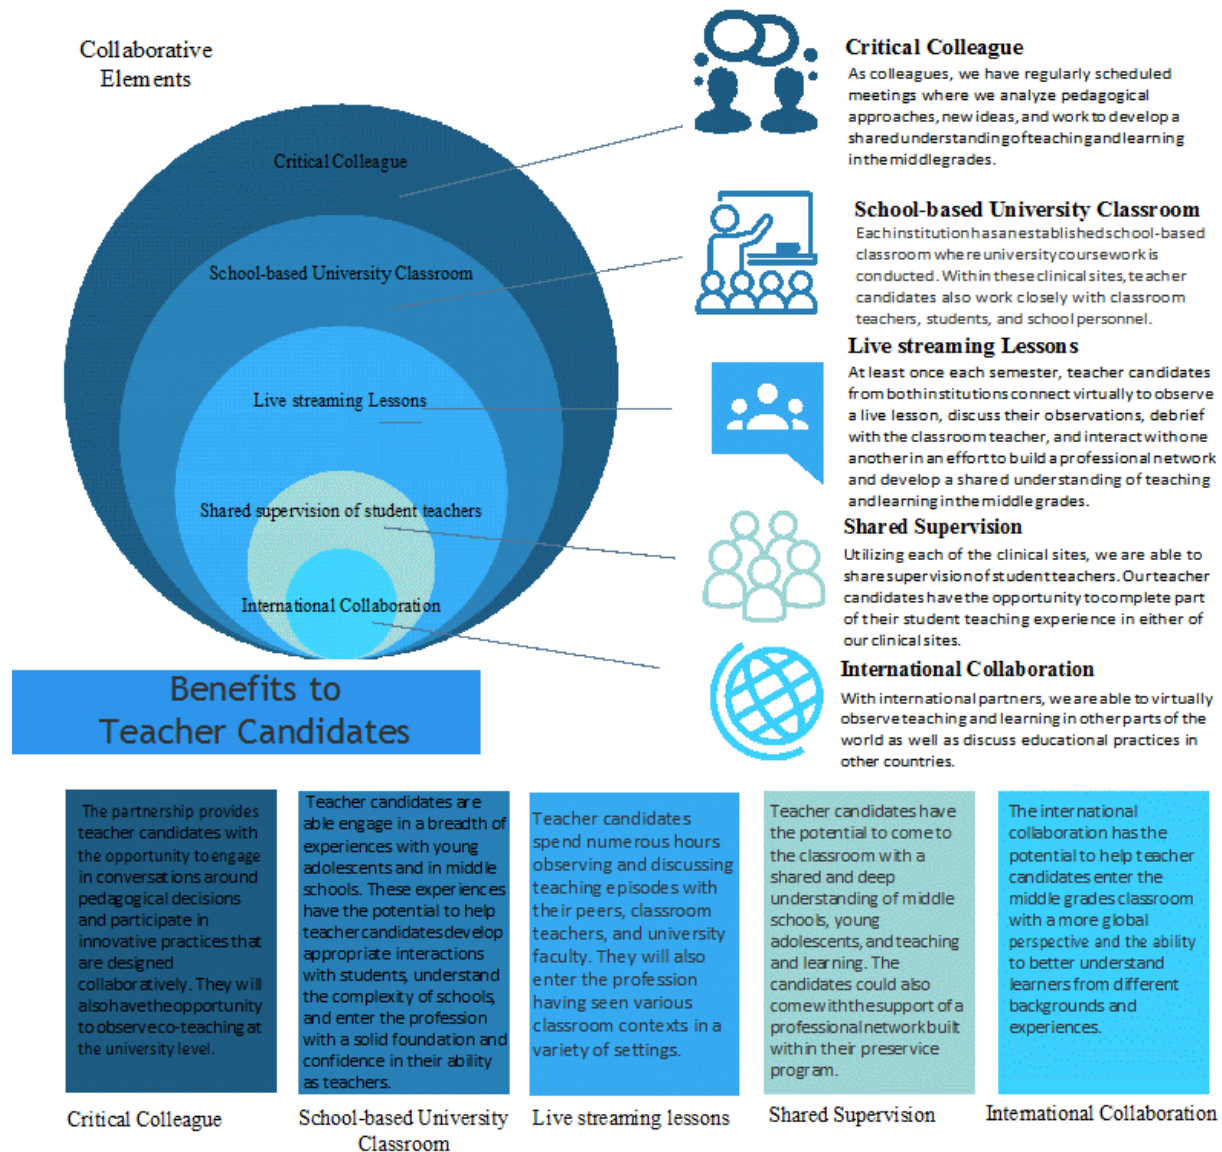 Collaborative
Elements
Critical Colleague
School-based University Classroom
Live streaming Lessons
Shared supervision of student teachers
International Collaboration
Critical Colleague
As colleagues, we have regularly scheduled
meetings where we analyze pedagogical
approaches, new ideas, and work to develop a
shared understanding of teaching and learning
in the middle grades.
School-based University Classroom
Each institution has an established school-based
classroom where university coursework is
conducted. Within these clinical sites, teacher
candidates also work closely with classroom
teachers, students, and school personnel.
Live streaming Lessons
At least once each semester, teacher candidates
from both institutions connect virtually to observe
a live lesson, discuss their observations, debrief
with the classroom teacher, and interact with one
another in an effort to build a professional network
and develop a shared understanding of teaching
and learning in the middle grades.
Shared Supervision
Utilizing each of the clinical sites, we are able to
share supervision of student teachers. Our teacher
candidates have the opportunity to complete part
of their student teaching experience in either of
our clinical sites.
International Collaboration
With international partners, we are able to virtually
observe teaching and learning in other parts of the
world as well as discuss educational practices in
other countries.
Benefits to
Teacher Candidates
The partnership provides
teacher candidates with
the opportunity to engage
in conversations around
pedagogical decisions
and participate in
innovative practices that
are designed
collaboratively. They will
also have the opportunity
to observe co-teaching at
the university level.
Critical Colleague
Teacher candidates are
able engage in a breadth of
experiences with young
adolescents and in middle
schools. These experiences
have the potential to help
teacher candidates develop
appropriate interactions
with students, understand
the complexity of schools,
and enter the profession
with a solid foundation and
confidence in their ability
as teachers.
School-based University
Classroom
Teacher candidates
spend numerous hours
observing and discussing
teaching episodes with
their peers, classroom
teachers, and university
faculty. They will also
enter the profession
having seen various
classroom contexts in a
variety of settings.
Live streaming lessons
Teacher candidates have
the potential to come to
the classroom with a
shared and deep
understanding of middle
schools, young
adolescents, and teaching
and learning. The
candidates could also
come with the support of a
professional network built
within their preservice
program.
Shared Supervision
The international
collaboration has the
potential to help teacher
candidates enter the
middle grades classroom
with a more global
perspective and the ability
to better understand
learners from different
backgrounds and
experiences.
International Collaboration